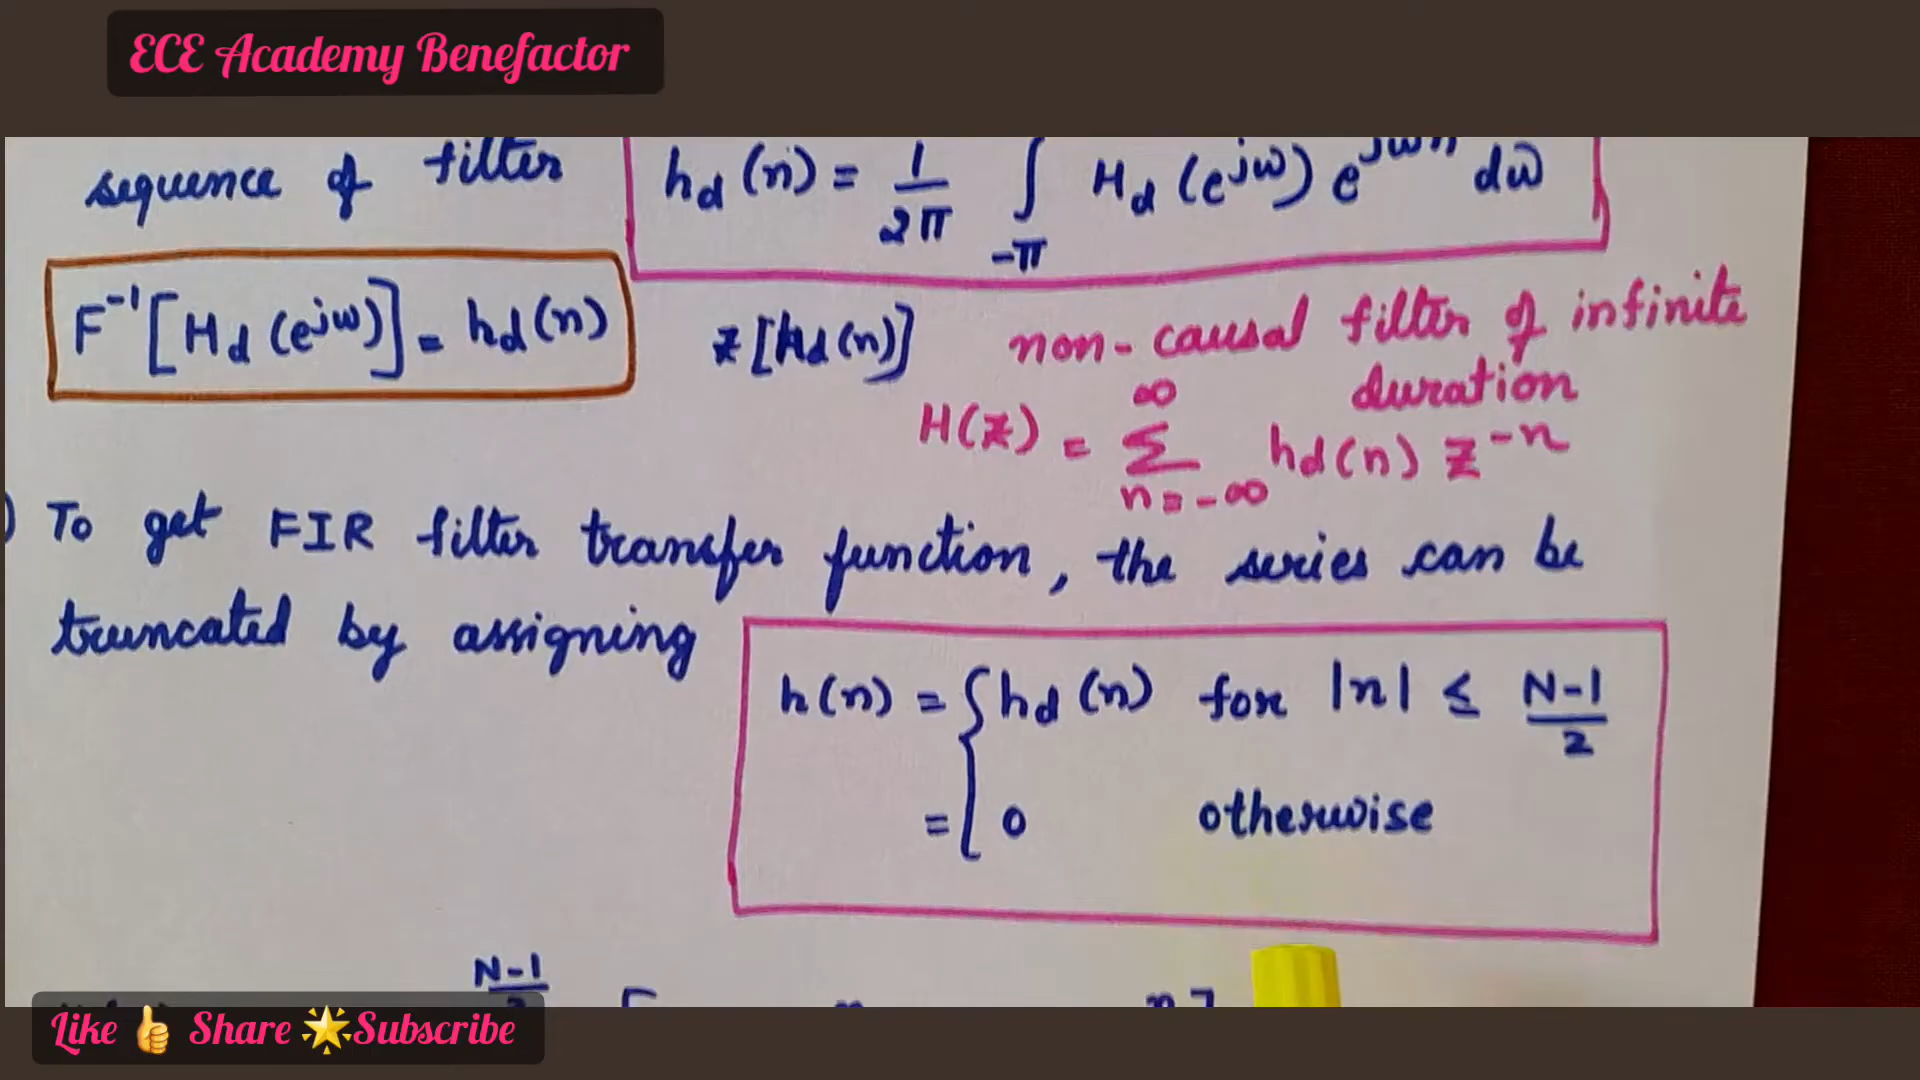 ECE Academy Benefactor
sequence of filter
hd(n) = 1/2π ∫ -π Hd(e^jω) e^jωn dω
F^-1[Hd(e^jω)] = hd(n)
z[hd(n)]
non-causal filter of infinite
duration
H(z) = Σ n=-∞ ∞ hd(n) z^-n
) To get FIR filter transfer function, the series can be
truncated by assigning
h(n) = { hd(n) for |n| ≤ N-1/2
= { 0 otherwise
N-1
Like 👍 Share 🌟Subscribe